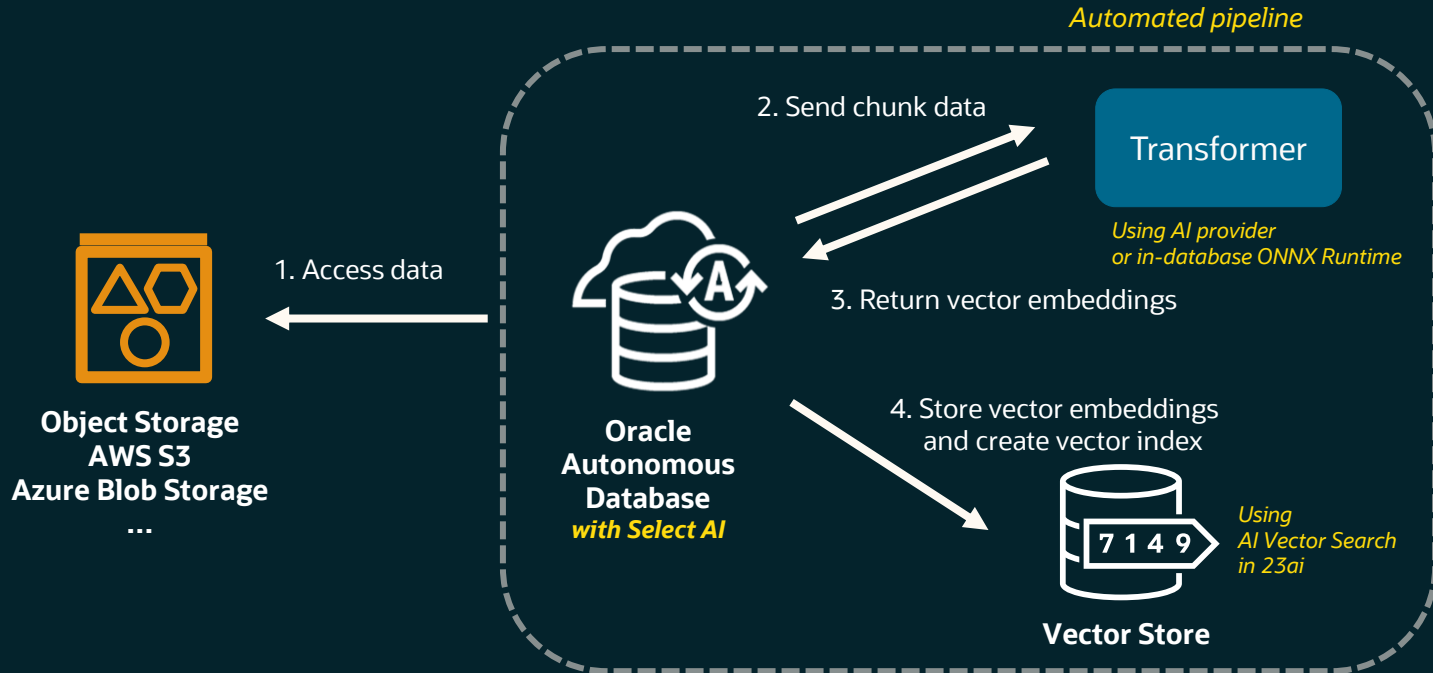 Automated pipeline
2. Send chunk data
Transformer
Using AI provider
or in-database ONNX Runtime
1. Access data
A
3. Return vector embeddings
Object Storage
AWS S3
Azure Blob Storage
...
Oracle
Autonomous
Database
with Select AI
4. Store vector embeddings
and create vector index
7 1 4 9
Using
AI Vector Search
in 23ai
Vector Store